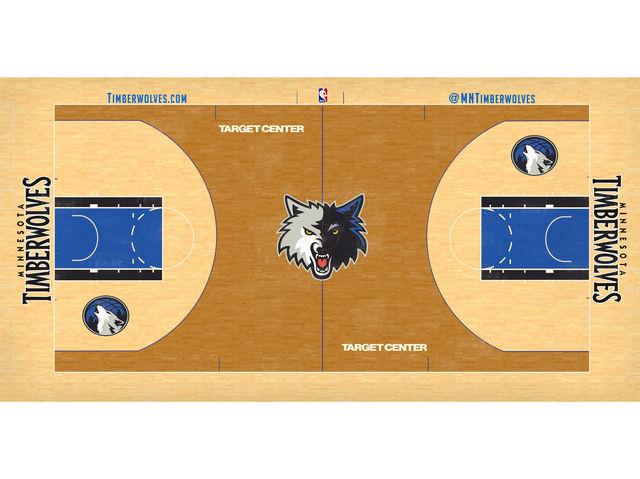 TIMBERWOLVES.COM
@MNTIMBERWOLVES
TARGET CENTER
MINNESOTA
TIMBERWOLVES
MINNESOTA
TIMBERWOLVES
TARGET CENTER